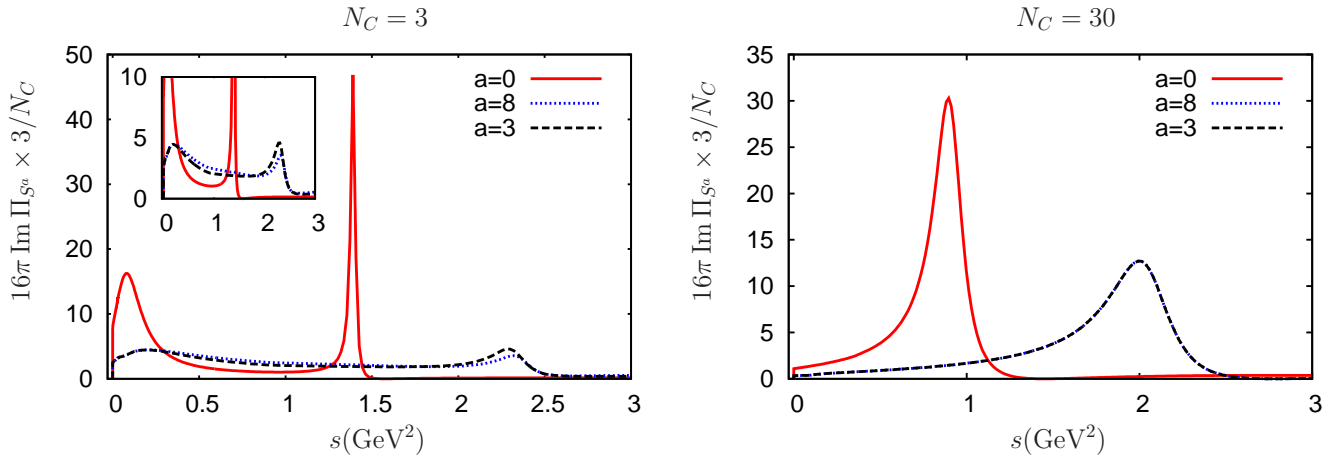 N_C = 3
16π Im Π_{S^a} × 3/N_C
50
40
30
20
10
0
a=0
a=8
a=3
10
5
0
0 1 2 3
0 0.5 1 1.5 2 2.5 3
s(GeV²)
N_C = 30
16π Im Π_{S^a} × 3/N_C
35
30
25
20
15
10
5
0
a=0
a=8
a=3
0 1 2 3
s(GeV²)